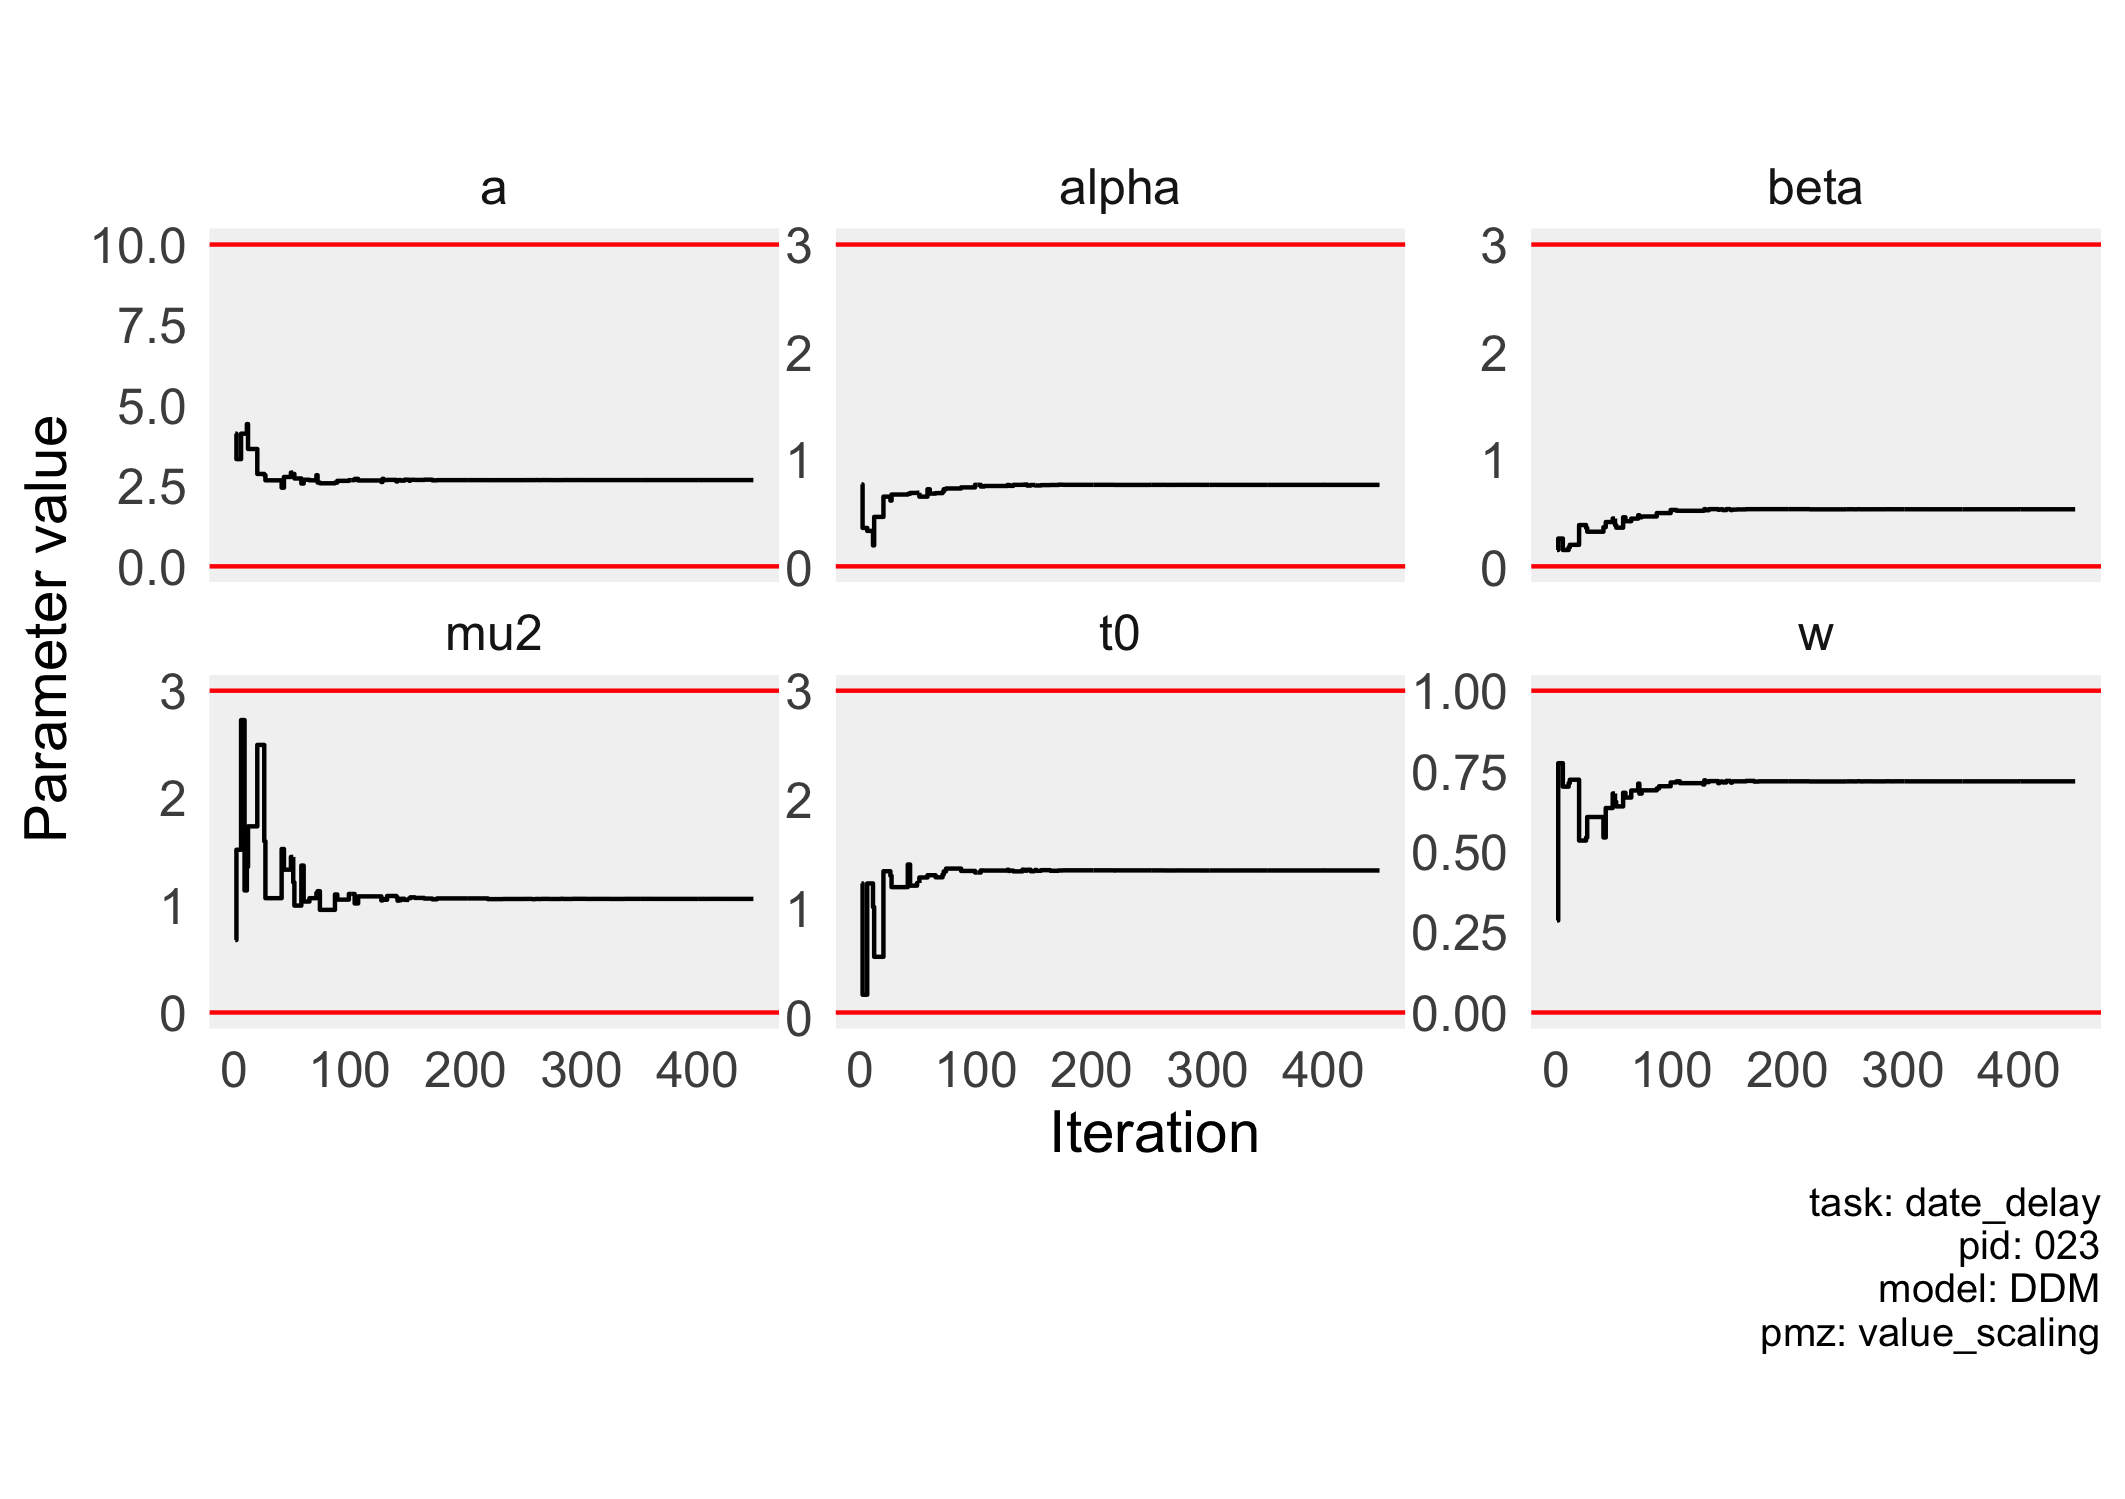 a
alpha
beta
10.0
7.5
5.0
2.5
0.0
3
2
1
0
3
2
1
0
Parameter value
mu2
t0
w
3
2
1
0
3
2
1
0
1.00
0.75
0.50
0.25
0.00
0 100 200 300 400
0 100 200 300 400
0 100 200 300 400
Iteration
task: date_delay
pid: 023
model: DDM
pmz: value_scaling